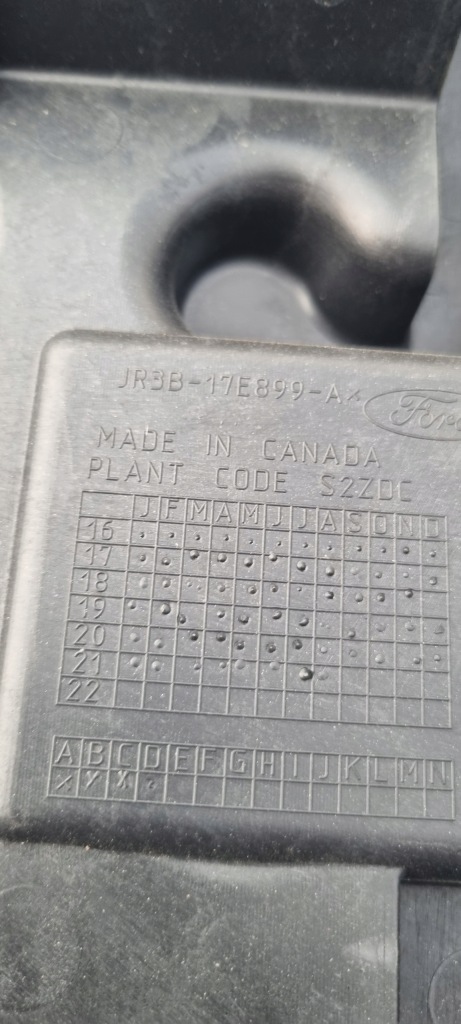 JR3B-17E899-A
Ford
MADE IN CANADA
PLANT CODE S2ZDC
J F M A M J J A S O N D
16
17
18
19
20
21
22
A B C D E F G H I J K L M N
X Y X